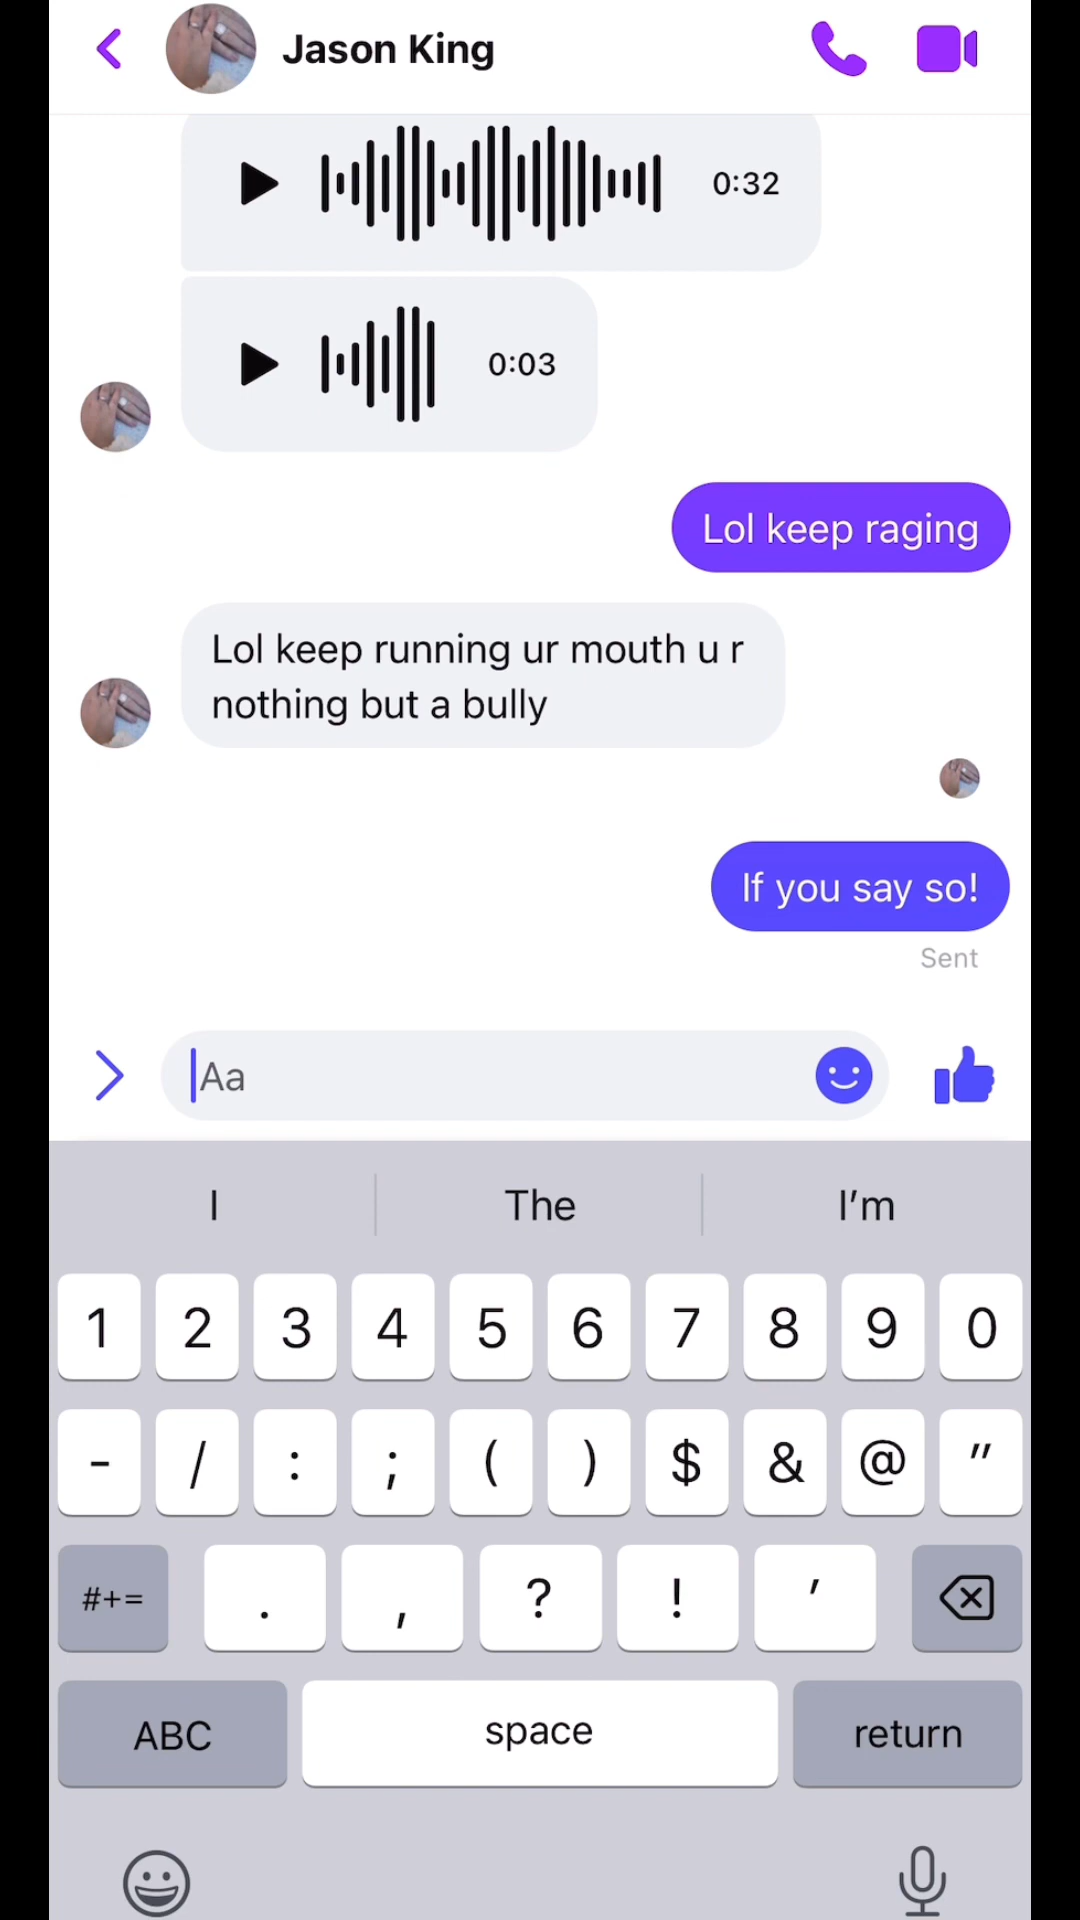 Jason King
0:32
0:03
Lol keep raging
Lol keep running ur mouth u r
nothing but a bully
If you say so!
Sent
Aa
I The I’m
1 2 3 4 5 6 7 8 9 0
- / : ; ( ) $ & @ "
#+= . , ? ! ’
ABC space return